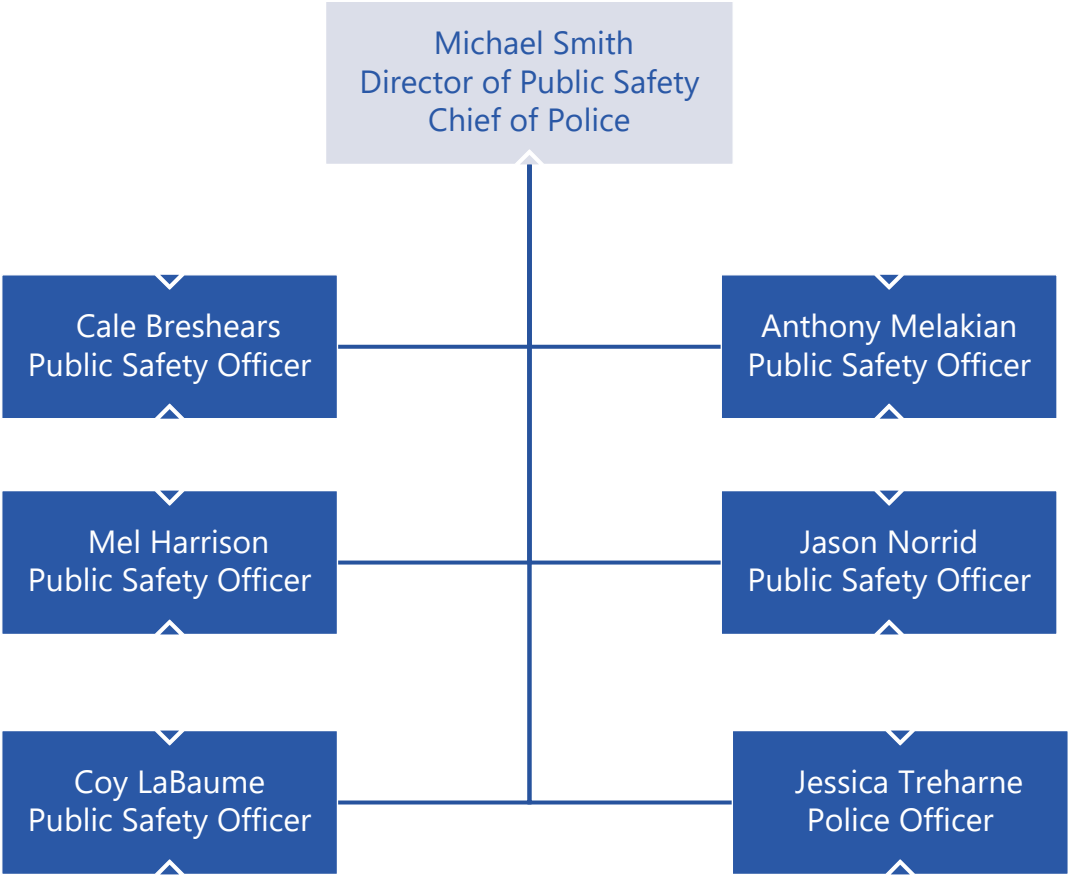 Michael Smith
Director of Public Safety
Chief of Police
Cale Breshears
Public Safety Officer
Anthony Melakian
Public Safety Officer
Mel Harrison
Public Safety Officer
Jason Norrid
Public Safety Officer
Coy LaBaume
Public Safety Officer
Jessica Treharne
Police Officer